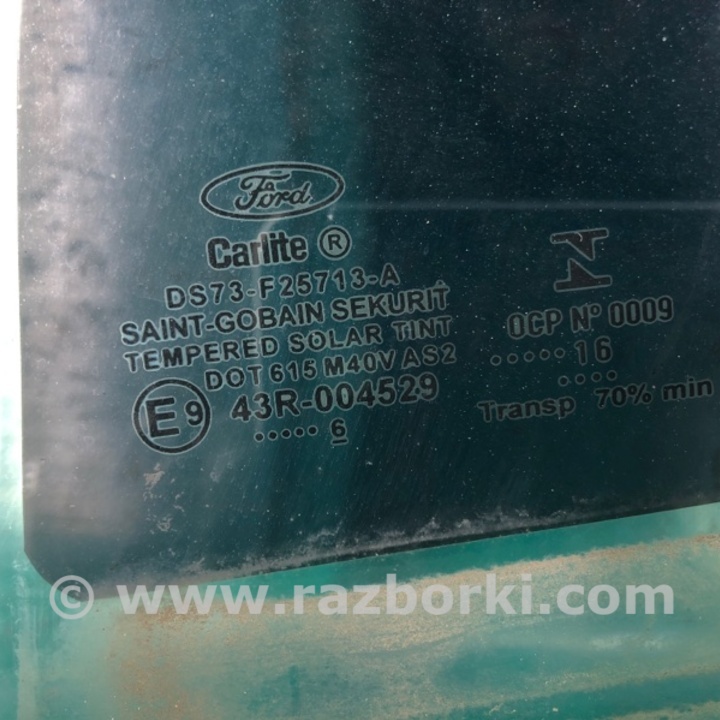 Ford
Carlite ®
DS73-F25713-A
SAINT-GOBAIN SEKURIT
TEMPERED SOLAR TINT
DOT 615 M40V AS2
E9 43R-004529
..... 6
OCP Nº 0009
..... 16
....
Transp 70% min
© www.razborki.com